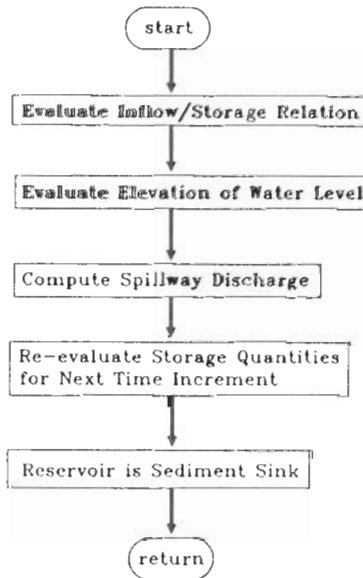 start
Evaluate Inflow/Storage Relation
Evaluate Elevation of Water Level
Compute Spillway Discharge
Re-evaluate Storage Quantities
for Next Time Increment
Reservoir is Sediment Sink
return